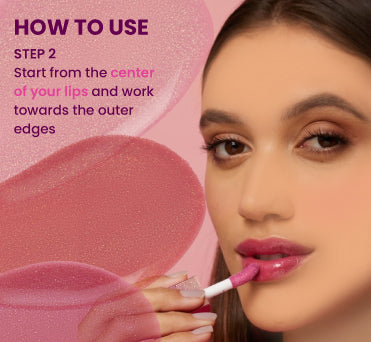 HOW TO USE
STEP 2
Start from the center
of your lips and work
towards the outer
edges